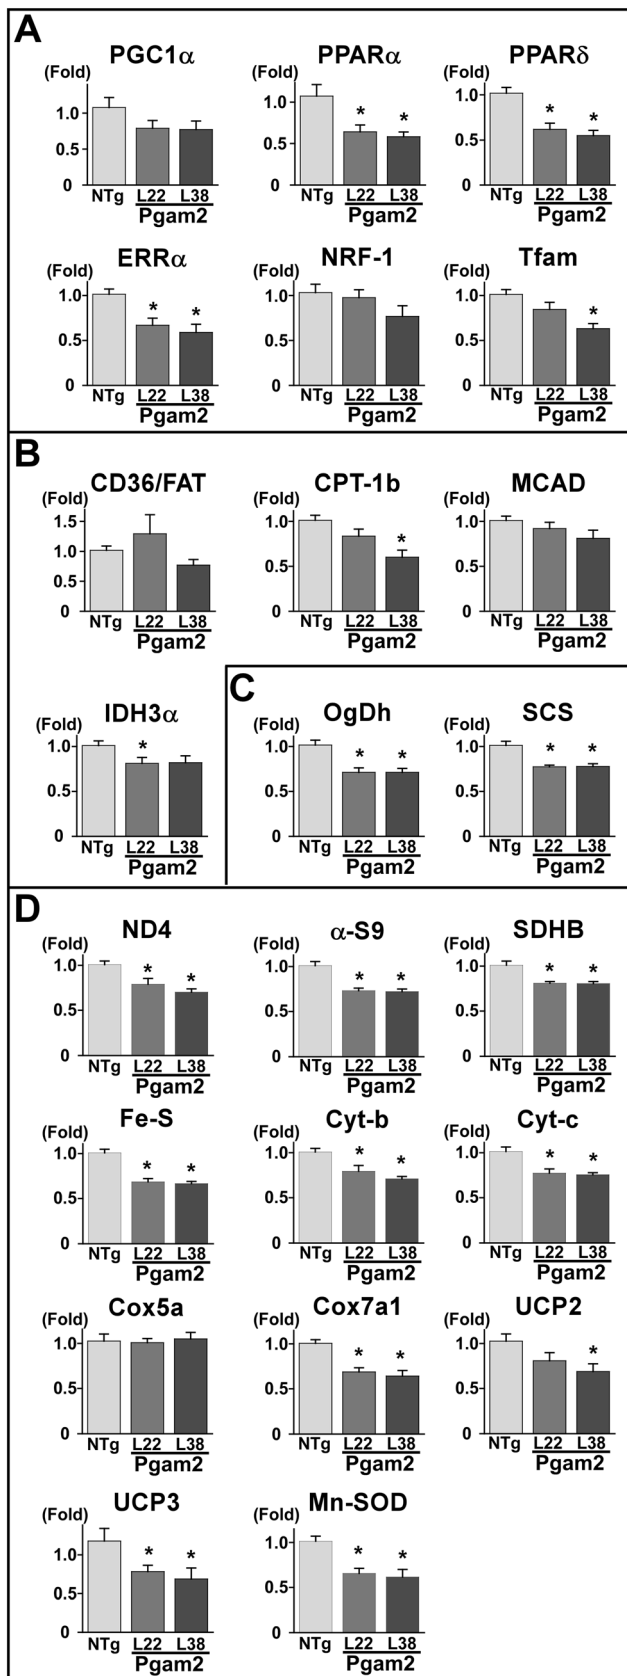 A
PGC1α PPARα PPARδ
(Fold) (Fold) (Fold)
1.0 1.0 1.0
0.5 0.5 0.5
0 0 0
* * * *
NTg L22 L38 NTg L22 L38 NTg L22 L38
Pgam2 Pgam2 Pgam2
ERRα NRF-1 Tfam
(Fold) (Fold) (Fold)
1.0 1.0 1.0
0.5 0.5 0.5
0 0 0
* * *
NTg L22 L38 NTg L22 L38 NTg L22 L38
Pgam2 Pgam2 Pgam2
B
CD36/FAT CPT-1b MCAD
(Fold) (Fold) (Fold)
1.5
1.0 1.0 1.0
0.5 0.5 0.5
0 0 0
*
NTg L22 L38 NTg L22 L38 NTg L22 L38
Pgam2 Pgam2 Pgam2
IDH3α
(Fold)
1.0
0.5
0
*
NTg L22 L38
Pgam2
C
OgDh SCS
(Fold) (Fold)
1.0 1.0
0.5 0.5
0 0
* * * *
NTg L22 L38 NTg L22 L38
Pgam2 Pgam2
D
ND4 α-S9 SDHB
(Fold) (Fold) (Fold)
1.0 1.0 1.0
0.5 0.5 0.5
0 0 0
* * * * * *
NTg L22 L38 NTg L22 L38 NTg L22 L38
Pgam2 Pgam2 Pgam2
Fe-S Cyt-b Cyt-c
(Fold) (Fold) (Fold)
1.0 1.0 1.0
0.5 0.5 0.5
0 0 0
* * * * * *
NTg L22 L38 NTg L22 L38 NTg L22 L38
Pgam2 Pgam2 Pgam2
Cox5a Cox7a1 UCP2
(Fold) (Fold) (Fold)
1.0 1.0 1.0
0.5 0.5 0.5
0 0 0
* * *
NTg L22 L38 NTg L22 L38 NTg L22 L38
Pgam2 Pgam2 Pgam2
UCP3 Mn-SOD
(Fold) (Fold)
1.0 1.0
0.5 0.5
0 0
* * * *
NTg L22 L38 NTg L22 L38
Pgam2 Pgam2